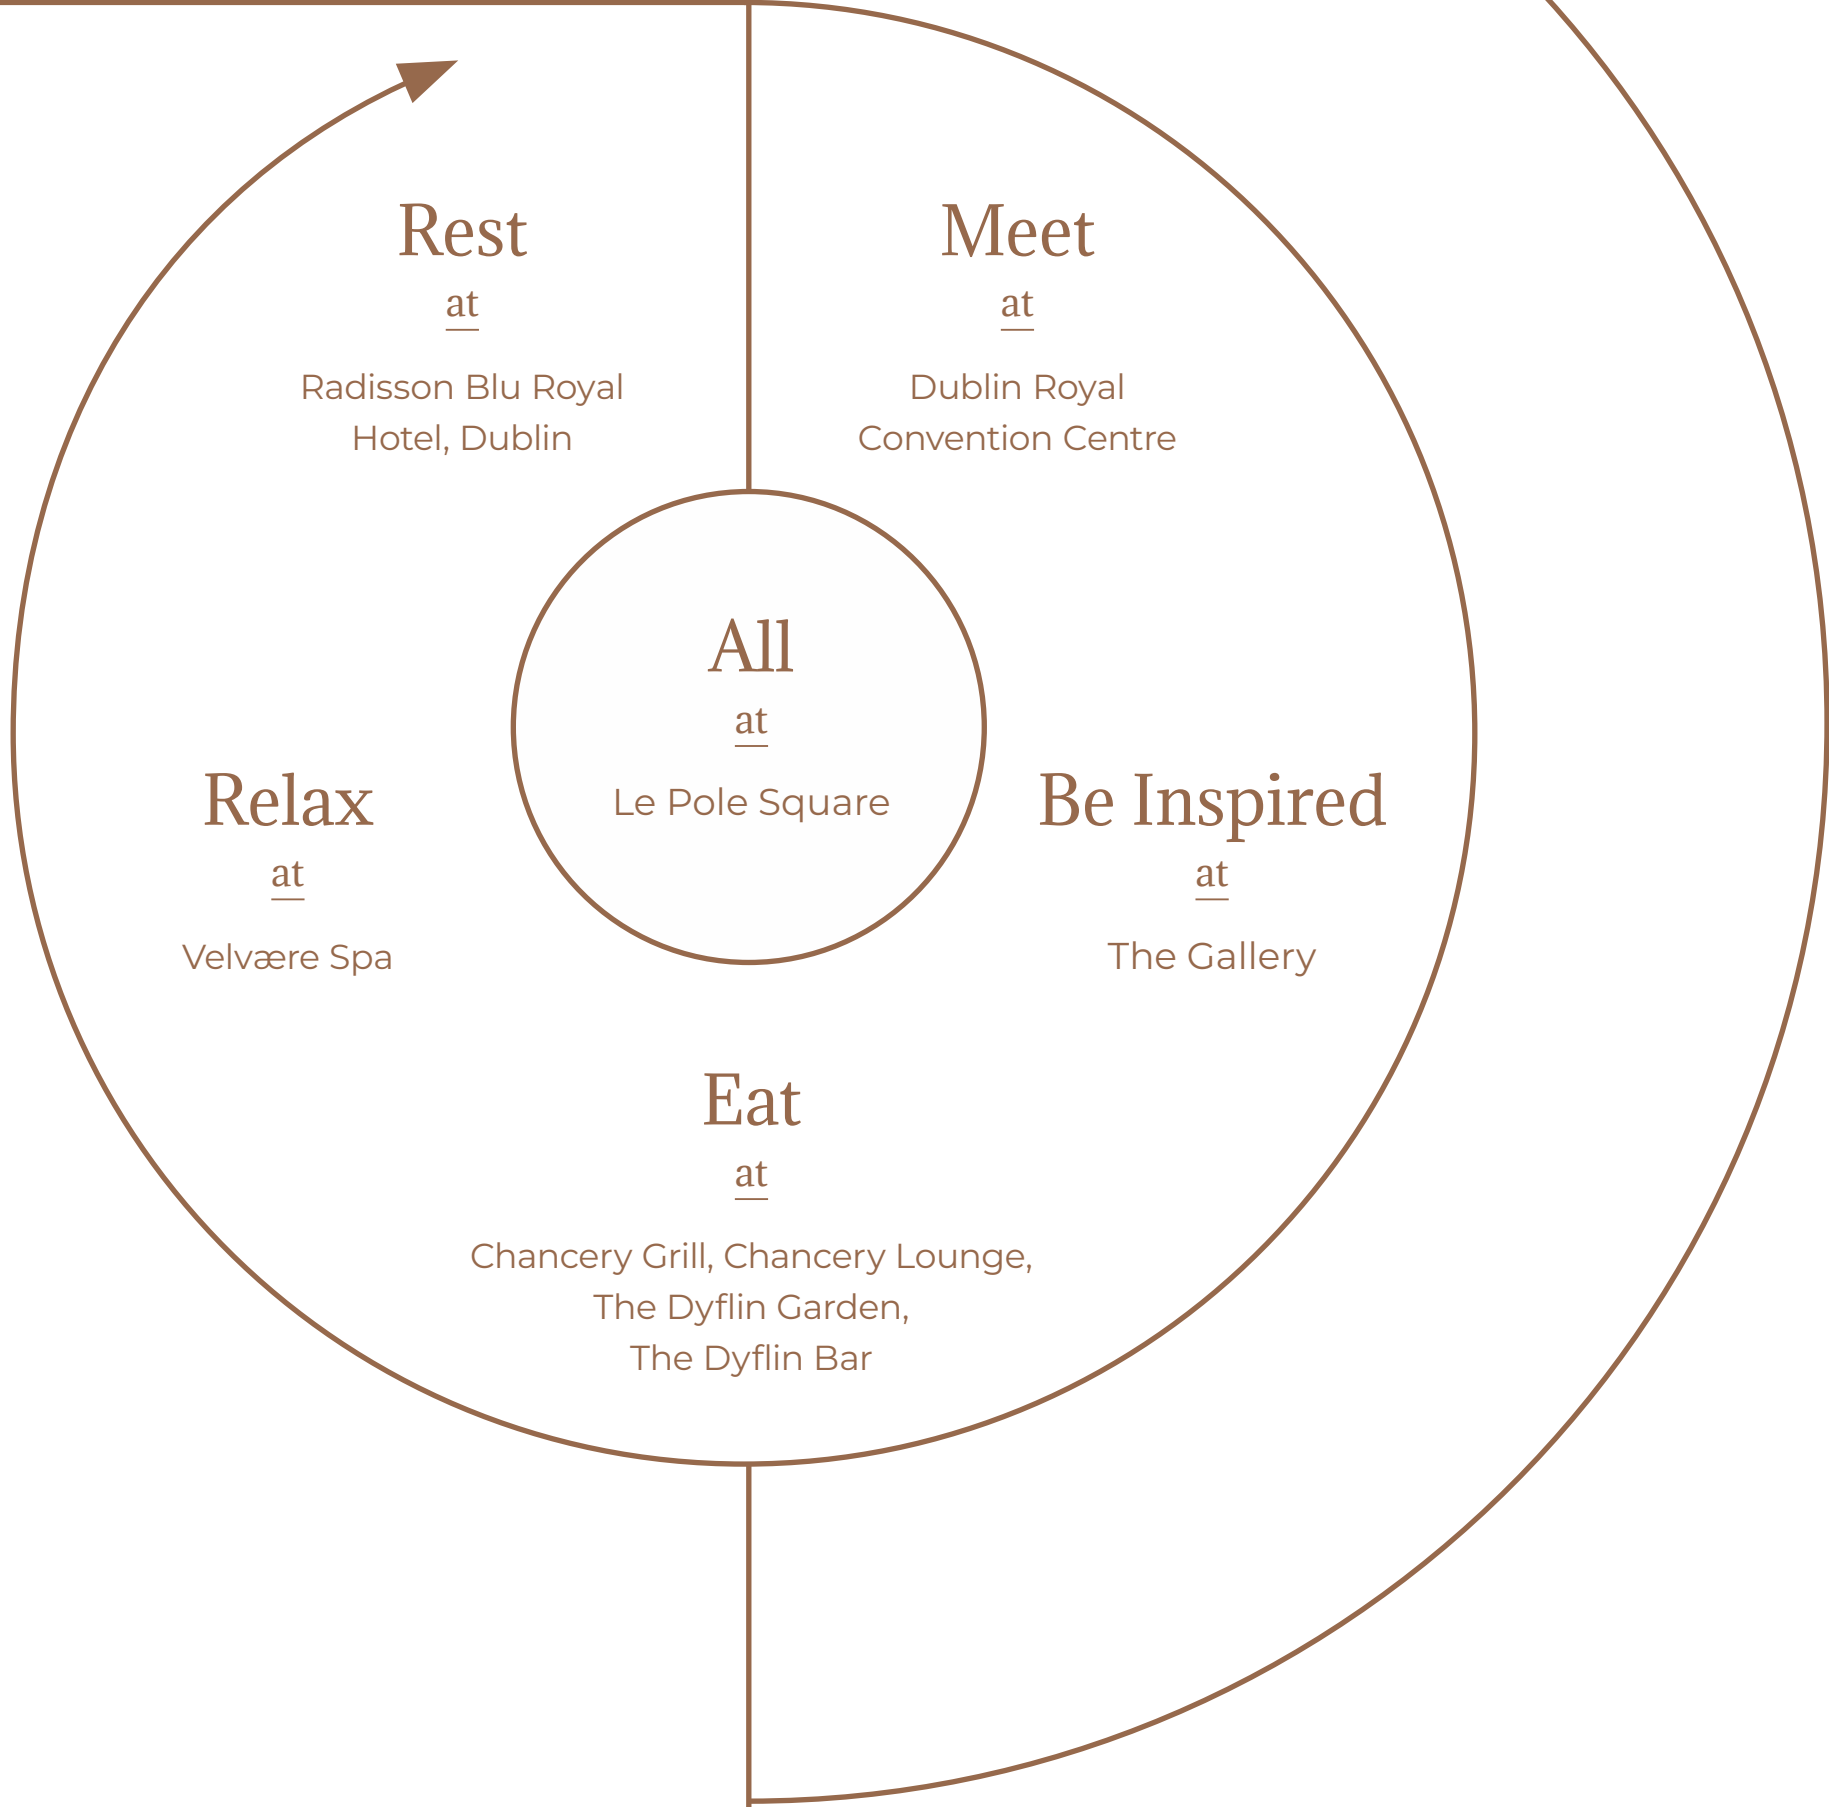 Rest
at
Radisson Blu Royal
Hotel, Dublin
Meet
at
Dublin Royal
Convention Centre
All
at
Le Pole Square
Relax
at
Velvære Spa
Be Inspired
at
The Gallery
Eat
at
Chancery Grill, Chancery Lounge,
The Dyflin Garden,
The Dyflin Bar